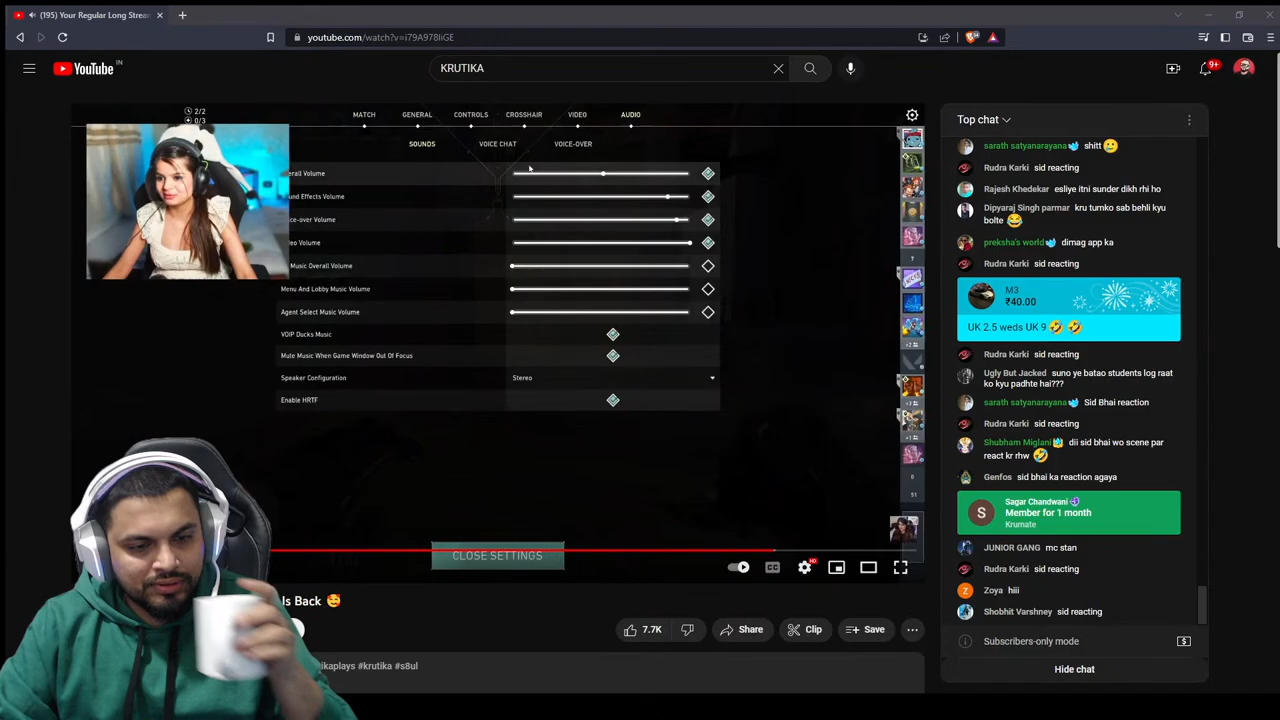 (195) Your Regular Long Stream
youtube.com/watch?v=i79A978liGE
YouTube IN
KRUTIKA
9+
2/2
0/3
MATCH GENERAL CONTROLS CROSSHAIR VIDEO AUDIO
SOUNDS VOICE CHAT VOICE-OVER
erall Volume
und Effects Volume
ice-over Volume
deo Volume
Music Overall Volume
Menu And Lobby Music Volume
Agent Select Music Volume
VOIP Ducks Music
Mute Music When Game Window Out Of Focus
Speaker Configuration Stereo
Enable HRTF
CLOSE SETTINGS
Is Back 🥰
7.7K Share Clip Save
ikaplays #krutika #s8ul
Top chat
sarath satyanarayana shitt 🥲
Rudra Karki sid reacting
Rajesh Khedekar esliye itni sunder dikh rhi ho
Dipyaraj Singh parmar kru tumko sab behli kyu
bolte 😂
preksha's world dimag app ka
Rudra Karki sid reacting
M3
₹40.00
UK 2.5 weds UK 9 🤣 🤣
Rudra Karki sid reacting
Ugly But Jacked suno ye batao students log raat
ko kyu padhte hai???
sarath satyanarayana Sid Bhai reaction
Rudra Karki sid reacting
Shubham Miglani dii sid bhai wo scene par
react kr rhw 🤣
Genfos sid bhai ka reaction agaya
S
Sagar Chandwani
Member for 1 month
Krumate
JUNIOR GANG mc stan
Rudra Karki sid reacting
Z
Zoya hiii
Shobhit Varshney sid reacting
Subscribers-only mode
Hide chat